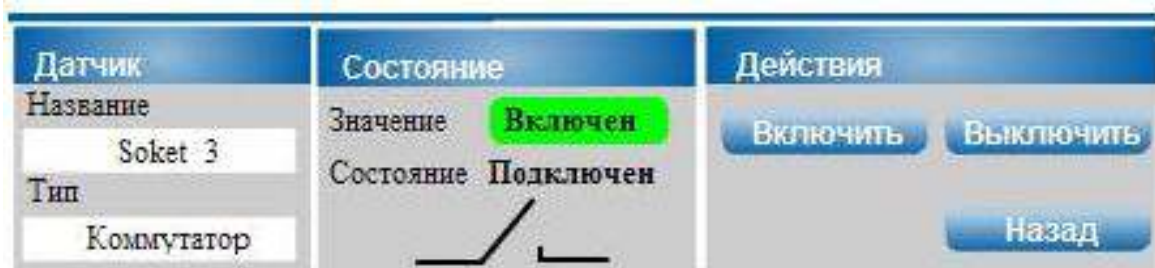 Датчик
Название
Soket 3
Тип
Коммутатор
Состояние
Значение Включен
Состояние Подключен
Действия
Включить Выключить
Назад